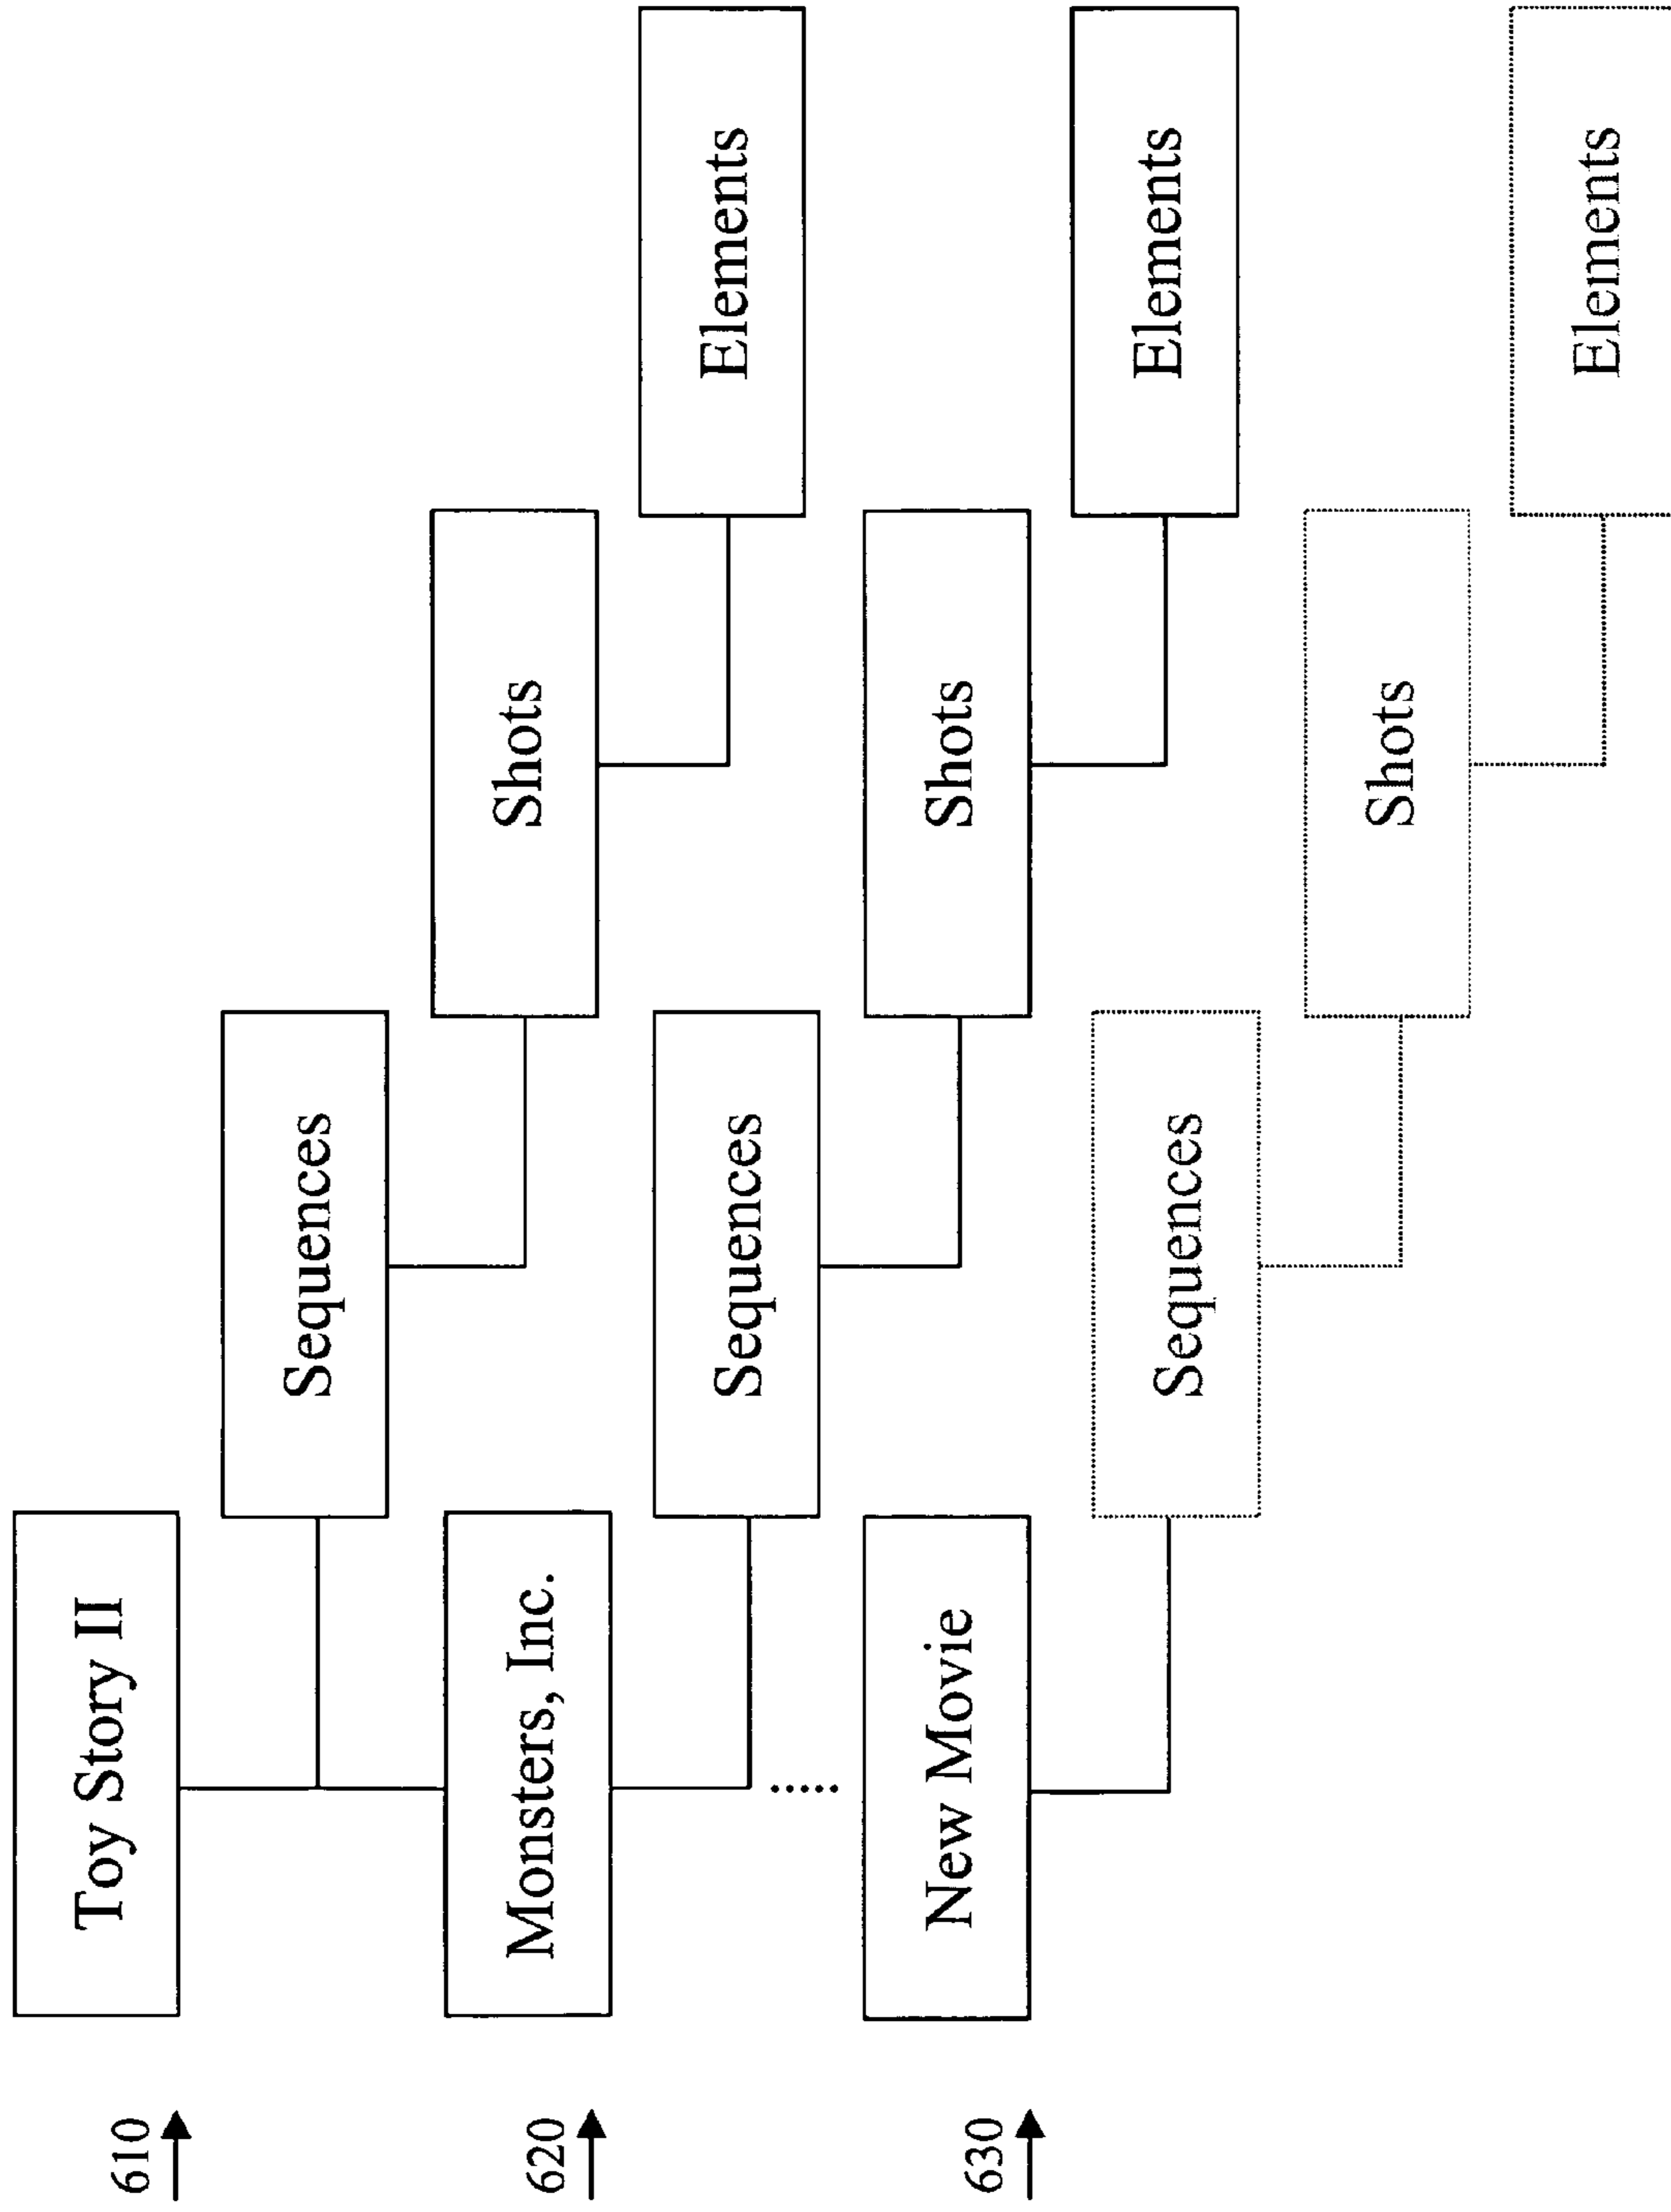 610
Toy Story II
Sequences
Shots
Elements
620
Monsters, Inc.
Sequences
Shots
Elements
630
New Movie
Sequences
Shots
Elements